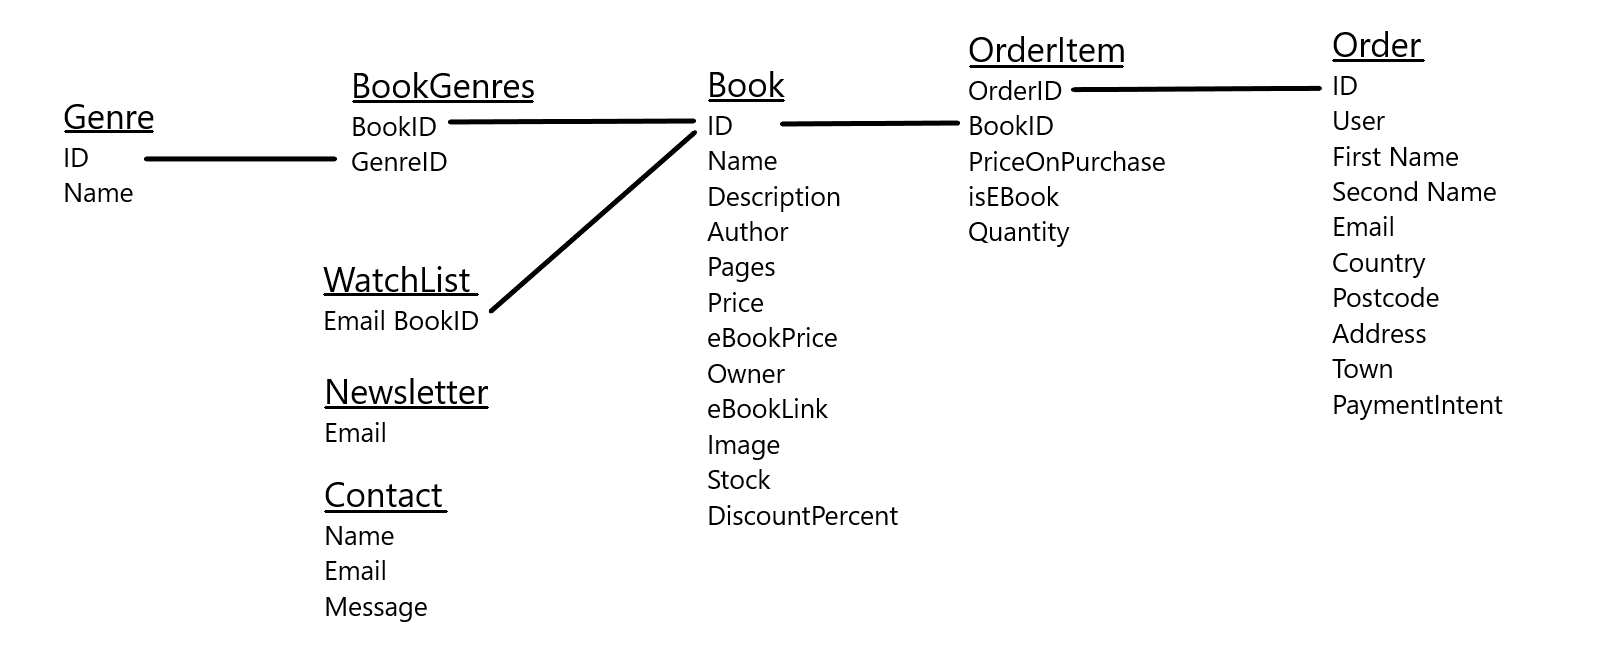 Genre
ID
Name
BookGenres
BookID
GenreID
WatchList
Email BookID
Newsletter
Email
Contact
Name
Email
Message
Book
ID
Name
Description
Author
Pages
Price
eBookPrice
Owner
eBookLink
Image
Stock
DiscountPercent
OrderItem
OrderID
BookID
PriceOnPurchase
isEBook
Quantity
Order
ID
User
First Name
Second Name
Email
Country
Postcode
Address
Town
PaymentIntent